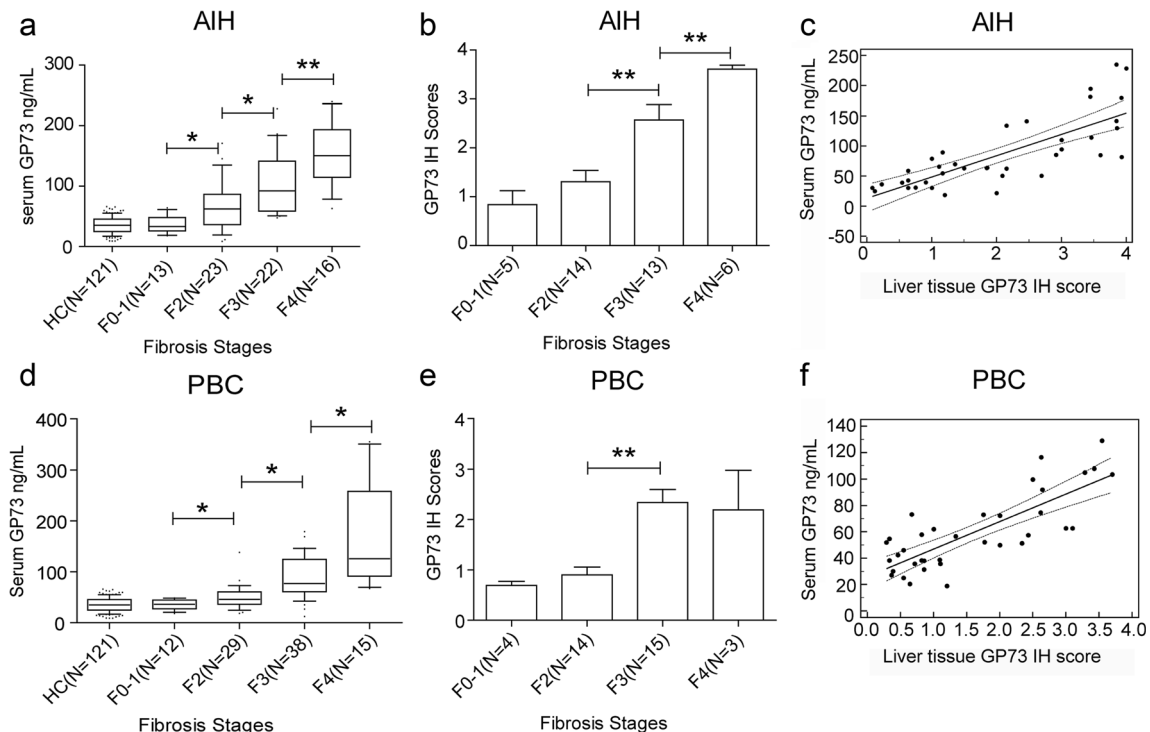 a
AIH
serum GP73 ng/mL
300
200
100
0
**
*
*
HC(N=121)
F0-1(N=13)
F2(N=23)
F3(N=22)
F4(N=16)
Fibrosis Stages
b
AIH
GP73 IH Scores
4
3
2
1
0
**
**
F0-1(N=5)
F2(N=14)
F3(N=13)
F4(N=6)
Fibrosis Stages
c
AIH
Serum GP73 ng/mL
250
200
150
100
50
0
-50
0 1 2 3 4
Liver tissue GP73 IH score
d
PBC
Serum GP73 ng/mL
400
300
200
100
0
*
*
*
HC(N=121)
F0-1(N=12)
F2(N=29)
F3(N=38)
F4(N=15)
Fibrosis Stages
e
PBC
GP73 IH Scores
4
3
2
1
0
**
F0-1(N=4)
F2(N=14)
F3(N=15)
F4(N=3)
Fibrosis Stages
f
PBC
Serum GP73 ng/mL
140
120
100
80
60
40
20
0
0.0 0.5 1.0 1.5 2.0 2.5 3.0 3.5 4.0
Liver tissue GP73 IH score